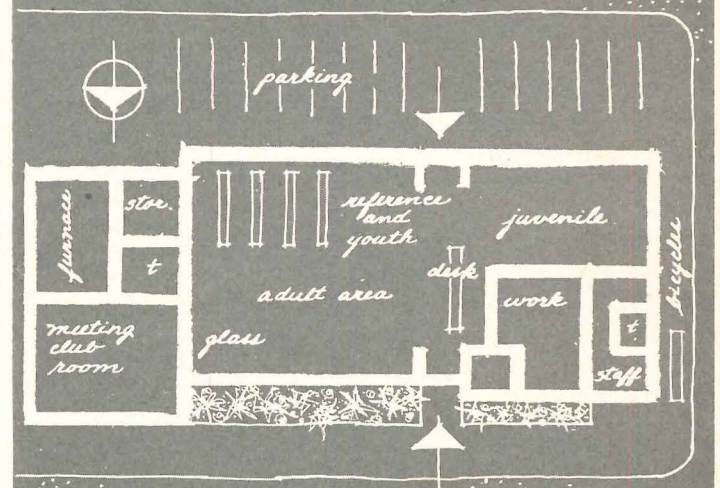 parking
furnace
stor.
t
reference
and
youth
juvenile
bicycles
desk
adult area
work
meeting
club
room
glass
t
staff